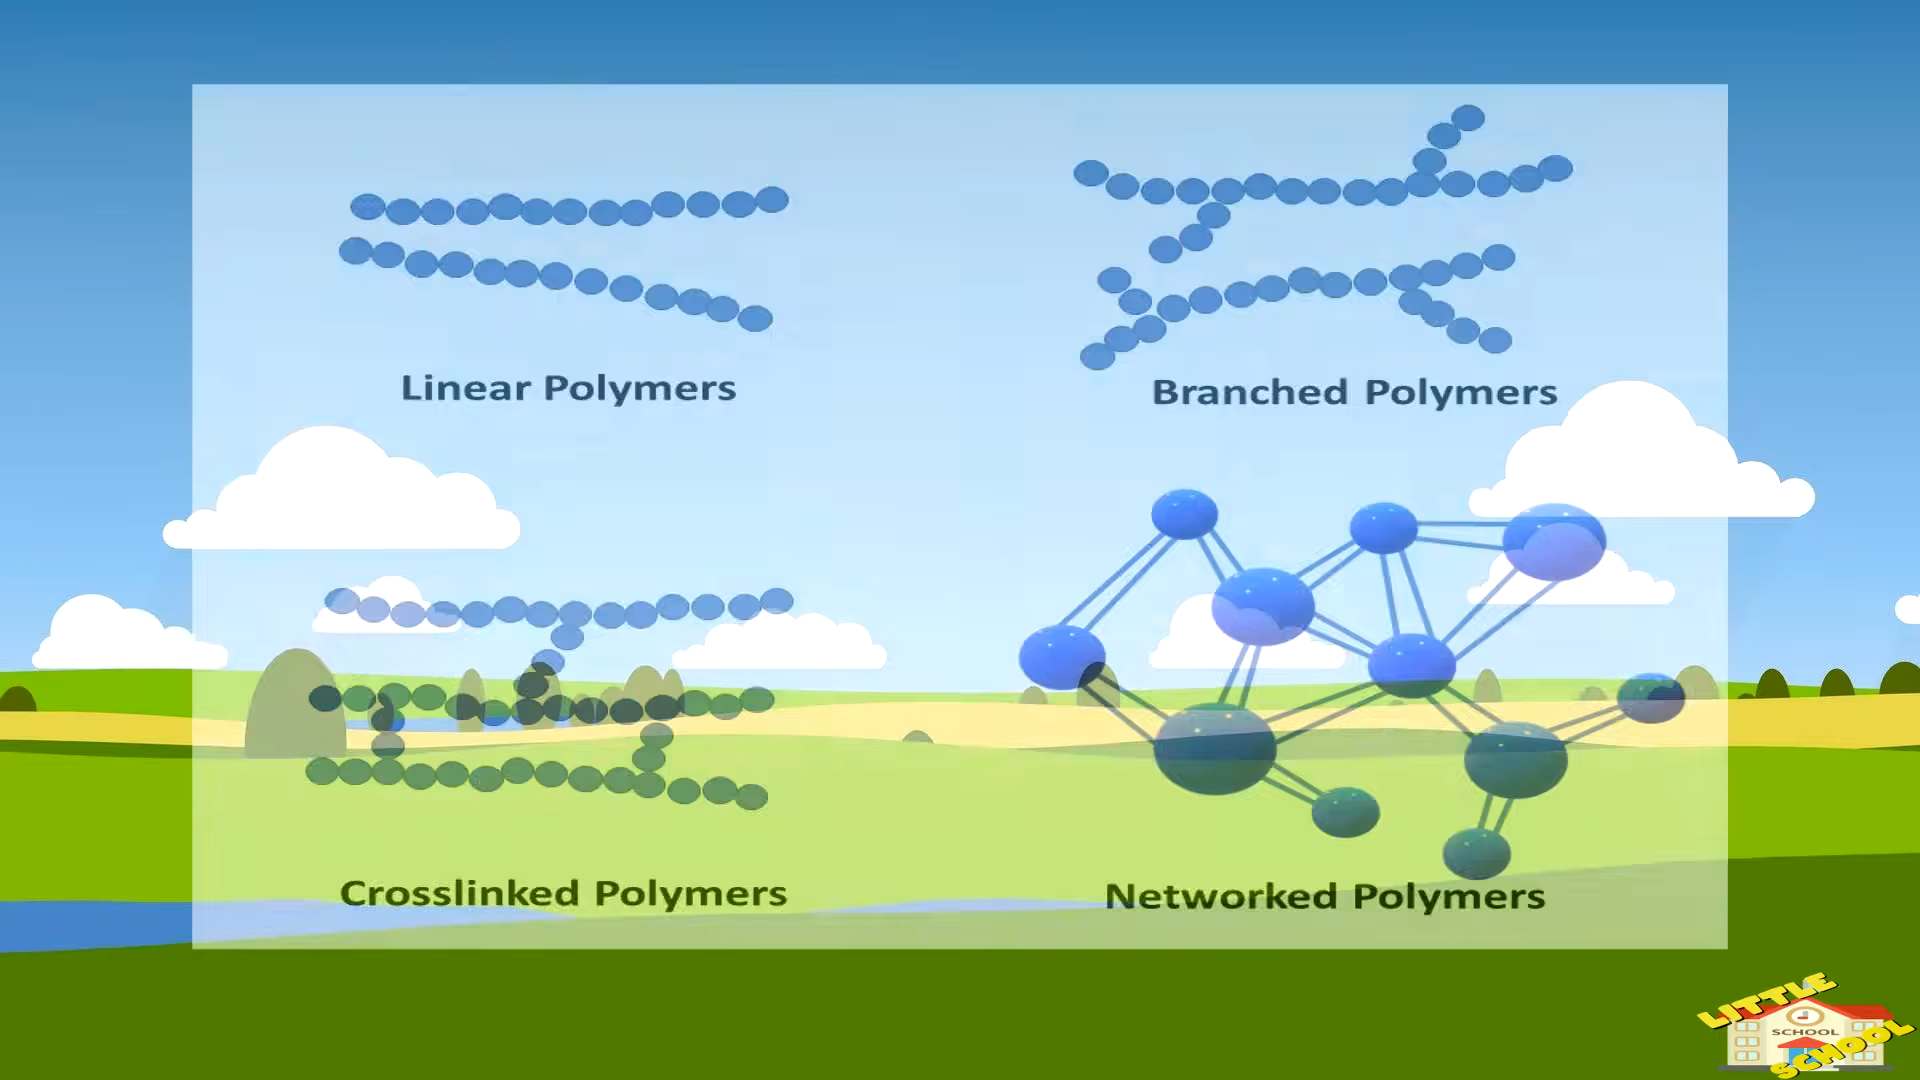 Linear Polymers
Branched Polymers
Crosslinked Polymers
Networked Polymers
LITTLE
SCHOOL
SCHOOL